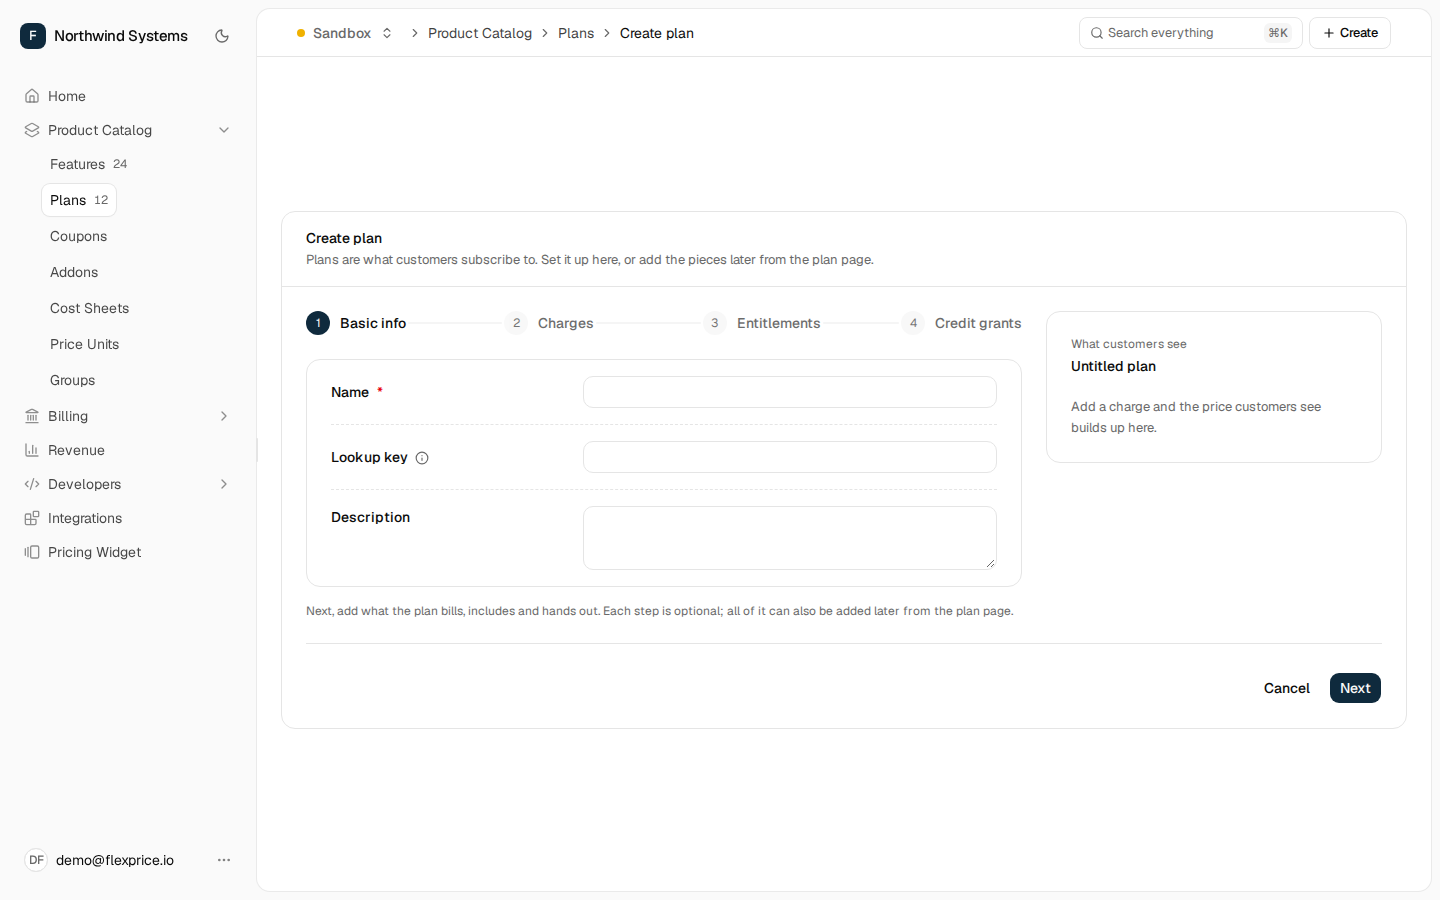 F Northwind Systems
Home
Product Catalog
Features 24
Plans 12
Coupons
Addons
Cost Sheets
Price Units
Groups
Billing
Revenue
Developers
Integrations
Pricing Widget
DF demo@flexprice.io
Sandbox Product Catalog Plans Create plan
Search everything ⌘K
Create
Create plan
Plans are what customers subscribe to. Set it up here, or add the pieces later from the plan page.
1 Basic info 2 Charges 3 Entitlements 4 Credit grants
Name *
Lookup key
Description
Next, add what the plan bills, includes and hands out. Each step is optional; all of it can also be added later from the plan page.
What customers see
Untitled plan
Add a charge and the price customers see
builds up here.
Cancel Next